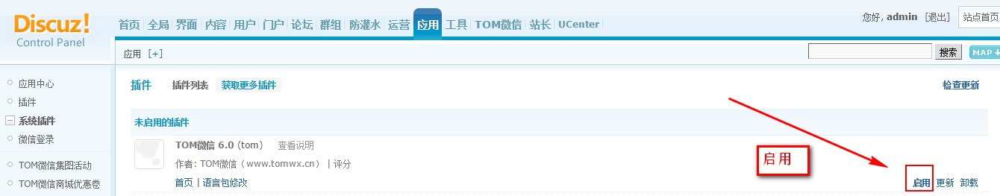 Discuz!
Control Panel
首页 全局 界面 内容 用户 门户 论坛 群组 防灌水 运营 应用 工具 TOM微信 站长 UCenter
您好, admin [退出] 站点首页
应用 [+]
搜索 MAP
应用中心
插件
系统插件
微信登录
TOM微信集图活动
TOM微信商城优惠卷
插件 插件列表 获取更多插件 检查更新
未启用的插件
TOM微信 6.0 (tom) 查看说明
作者: TOM微信（www.tomwx.cn） | 评分
首页 | 语言包修改
启用
启用 更新 卸载